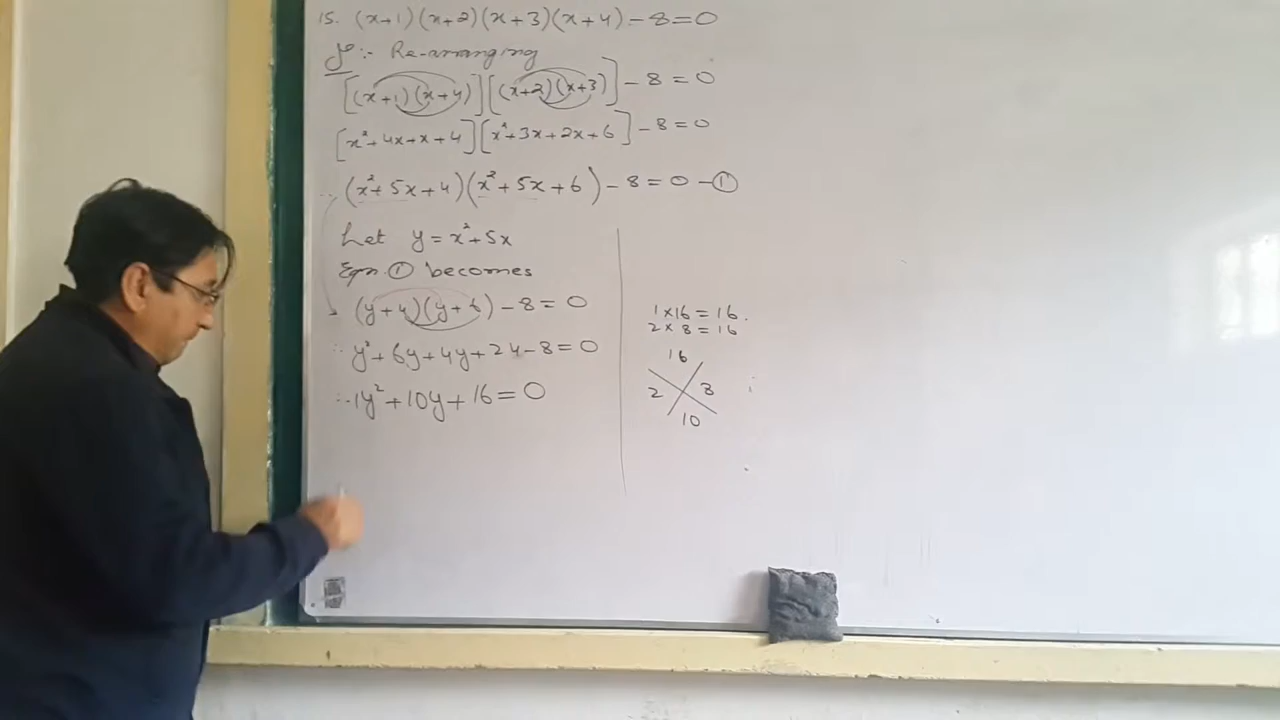 15. (x+1)(x+2)(x+3)(x+4)-8=0
Re-arranging
[(x+1)(x+4)][(x+2)(x+3)]-8=0
[x²+4x+x+4][x²+3x+2x+6]-8=0
∴ (x²+5x+4)(x²+5x+6)-8=0-①
Let y=x²+5x
Eqn. ① becomes
(y+4)(y+6)-8=0
∴ y²+6y+4y+24-8=0
∴ 1y²+10y+16=0
1×16=16.
2×8=16
16
2 8
10